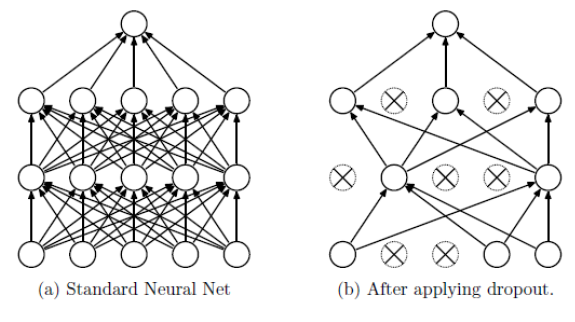 (a) Standard Neural Net
(b) After applying dropout.